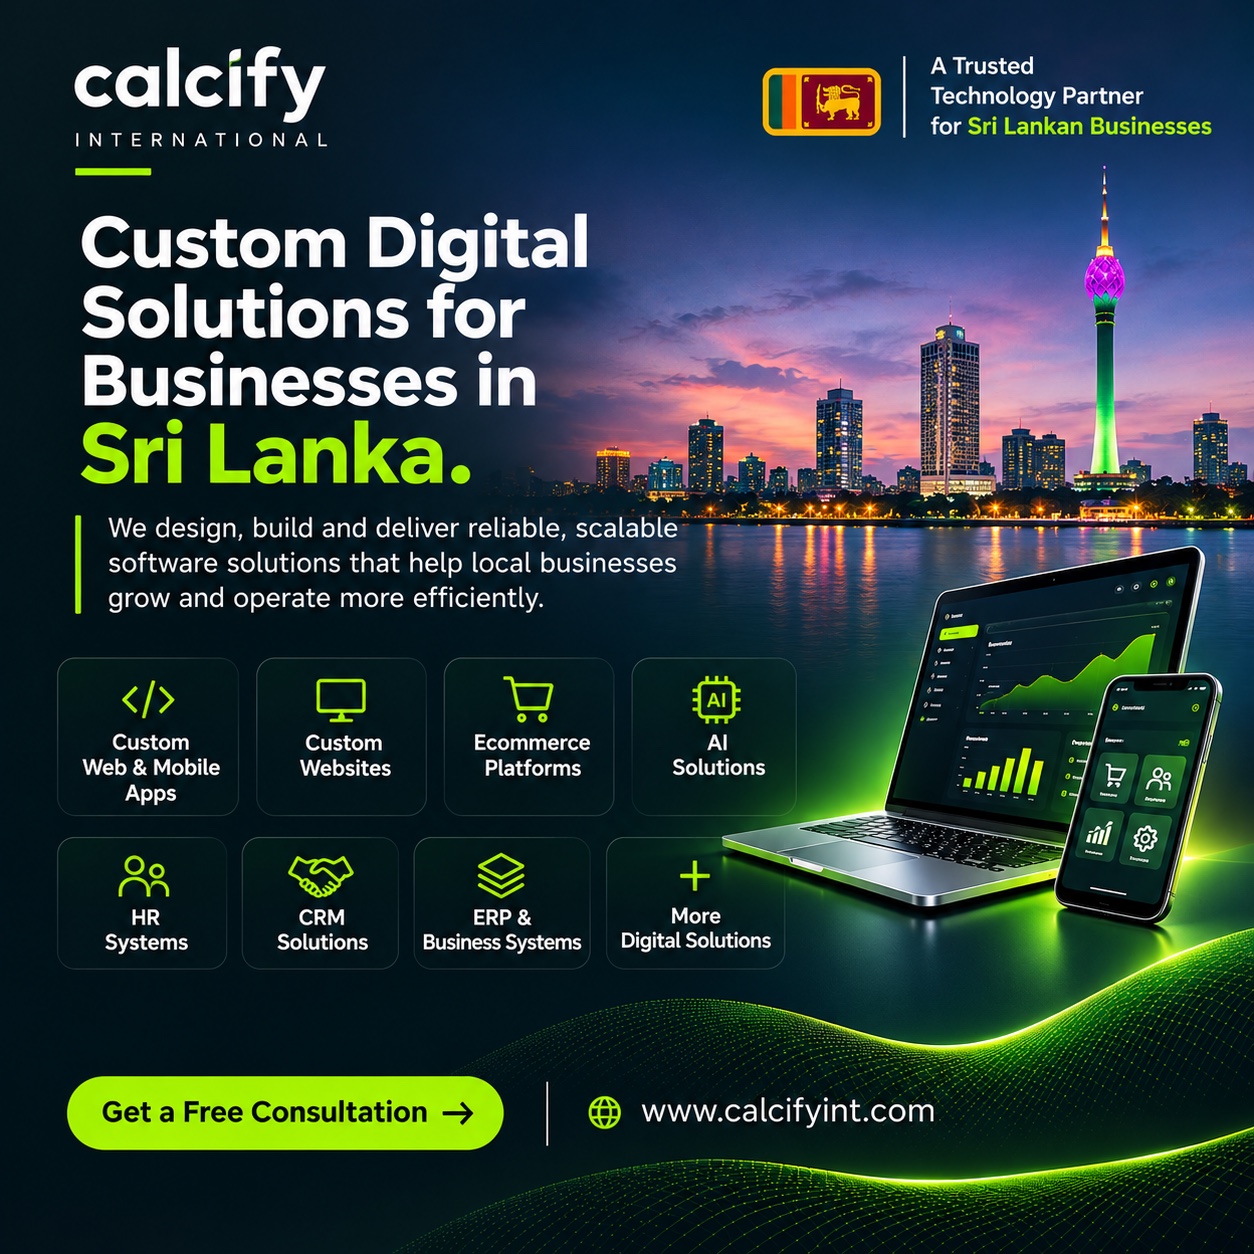 calcify
INTERNATIONAL
A Trusted
Technology Partner
for Sri Lankan Businesses
Custom Digital
Solutions for
Businesses in
Sri Lanka.
We design, build and deliver reliable, scalable
software solutions that help local businesses
grow and operate more efficiently.
Custom
Web & Mobile
Apps
Custom
Websites
Ecommerce
Platforms
AI
AI
Solutions
HR
Systems
CRM
Solutions
ERP &
Business Systems
More
Digital Solutions
Get a Free Consultation
www.calcifyint.com